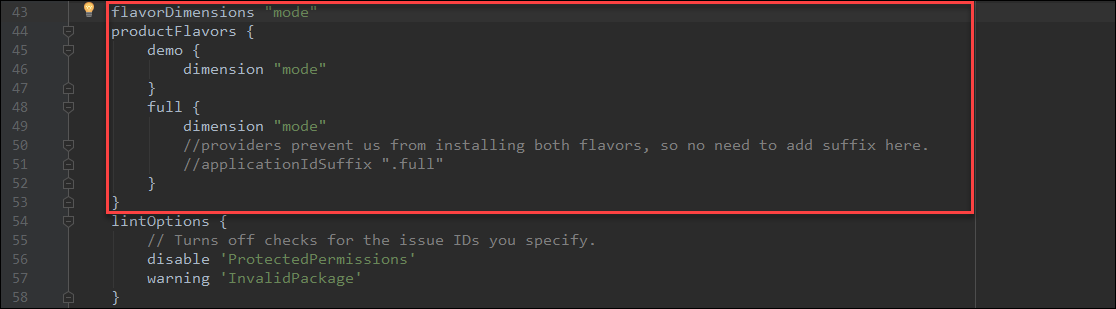 43 flavorDimensions "mode"
44 productFlavors {
45 demo {
46 dimension "mode"
47 }
48 full {
49 dimension "mode"
50 //providers prevent us from installing both flavors, so no need to add suffix here.
51 //applicationIdSuffix ".full"
52 }
53 }
54 lintOptions {
55 // Turns off checks for the issue IDs you specify.
56 disable 'ProtectedPermissions'
57 warning 'InvalidPackage'
58 }